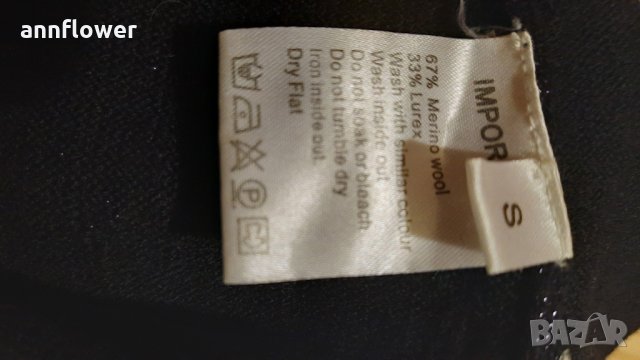 annflower
IMPOR
67% Merino wool
33% Lurex
Wash with similar colour
Wash inside out
Do not soak or bleach
Do not tumble dry
Iron inside out
Dry Flat
S
BAZAR